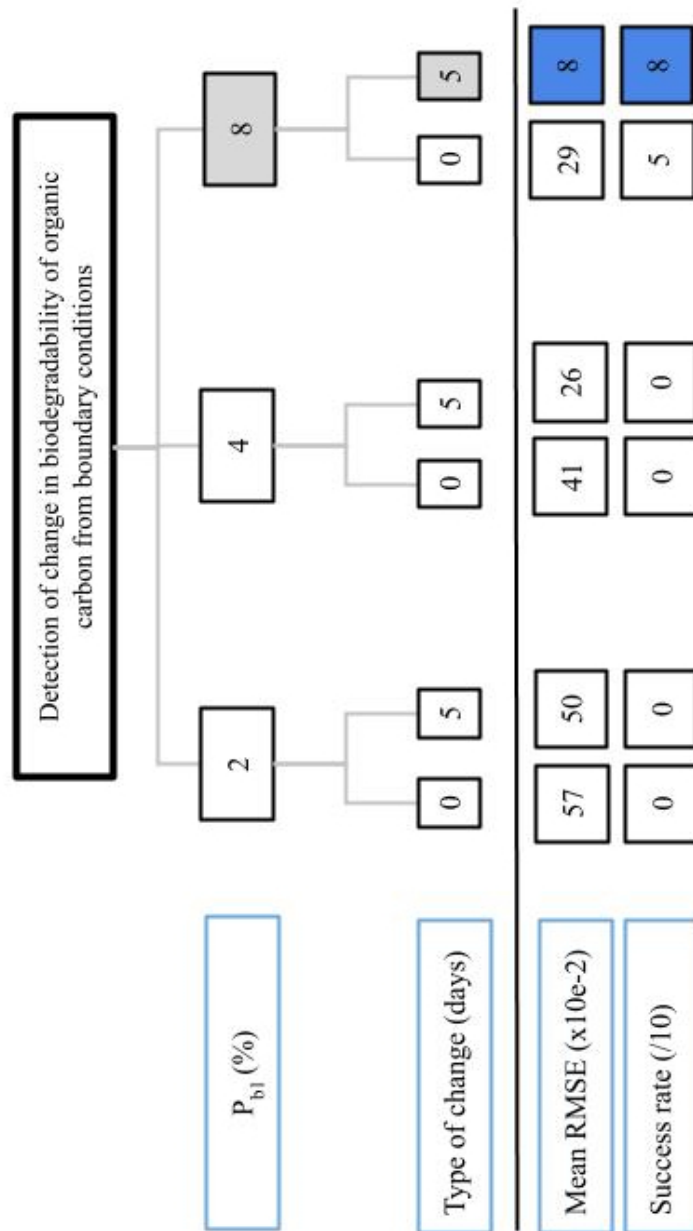 Detection of change in biodegradability of organic
carbon from boundary conditions
P_b1 (%) 2 4 8
Type of change (days) 0 5 0 5 0 5
Mean RMSE (x10e-2) 57 50 41 26 29 8
Success rate (/10) 0 0 0 0 5 8